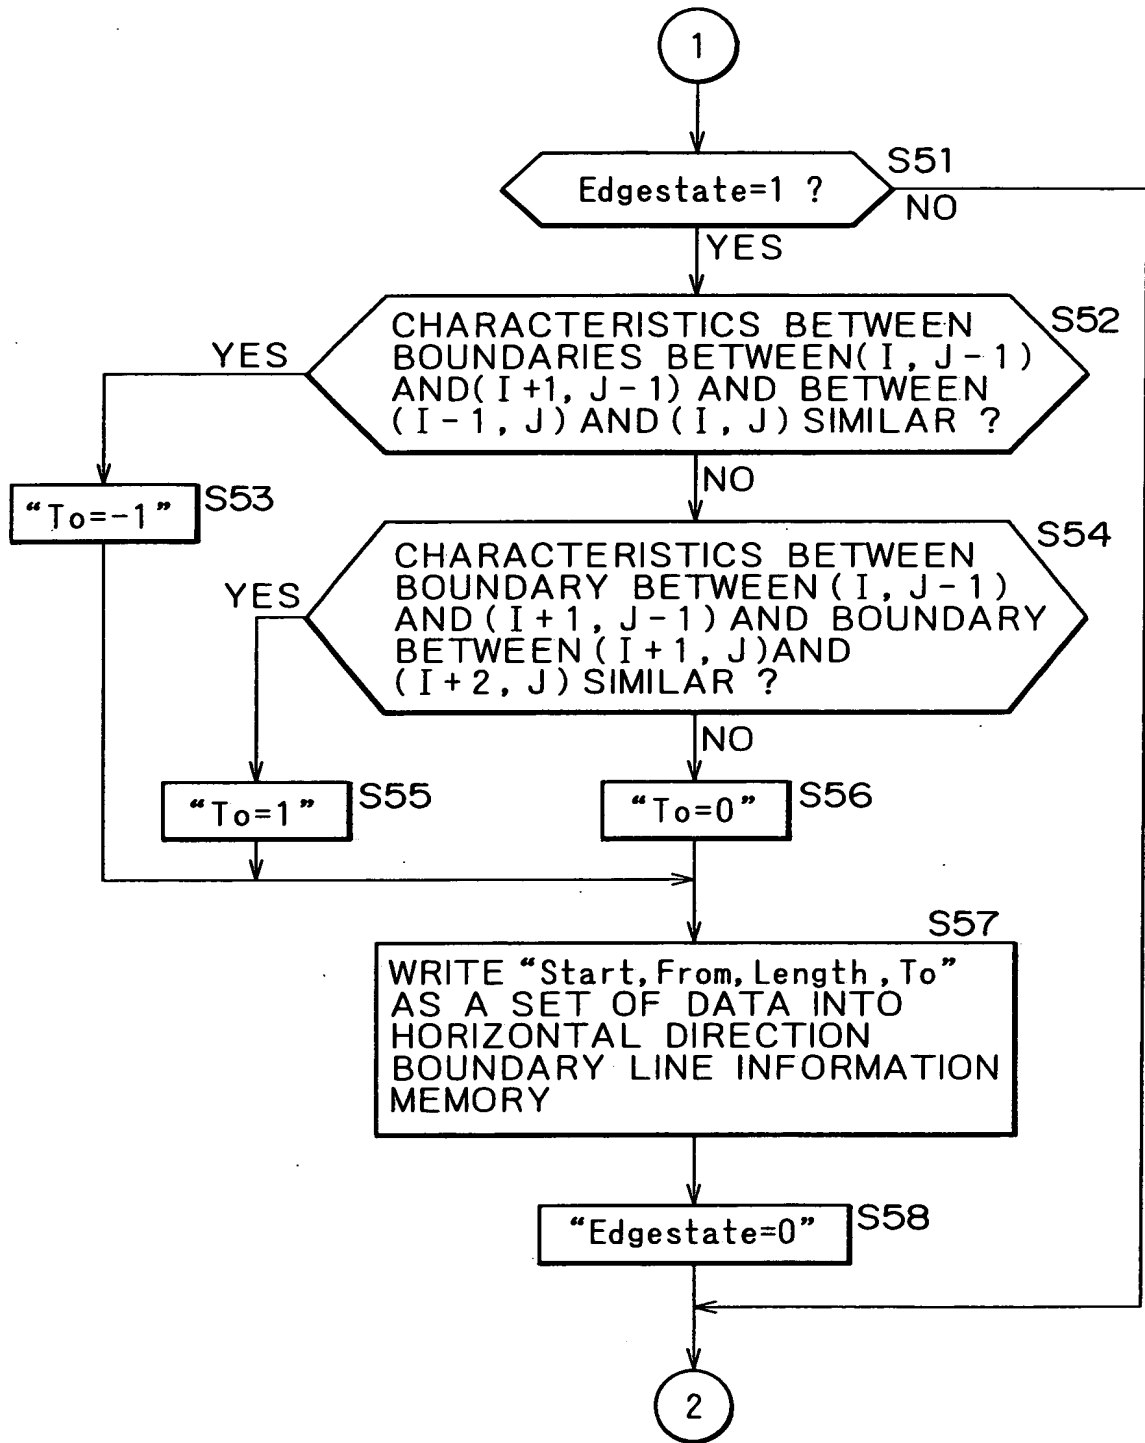 1
S51
Edgestate=1 ?
NO
YES
S52
CHARACTERISTICS BETWEEN
BOUNDARIES BETWEEN(I, J-1)
AND(I+1, J-1) AND BETWEEN
(I-1, J) AND(I, J) SIMILAR ?
YES
NO
S53
“To=-1”
S54
CHARACTERISTICS BETWEEN
BOUNDARY BETWEEN(I, J-1)
AND(I+1, J-1) AND BOUNDARY
BETWEEN(I+1, J)AND
(I+2, J) SIMILAR ?
YES
NO
“To=1”
S55
“To=0”
S56
S57
WRITE “Start,From,Length,To”
AS A SET OF DATA INTO
HORIZONTAL DIRECTION
BOUNDARY LINE INFORMATION
MEMORY
“Edgestate=0”
S58
2